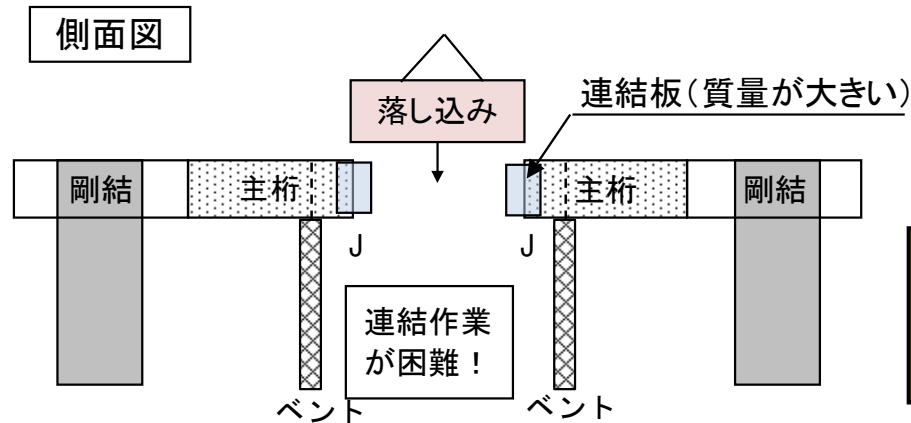 側面図
落し込み
連結板(質量が大きい)
剛結
主桁
主桁
剛結
J
J
連結作業
が困難！
ベント
ベント